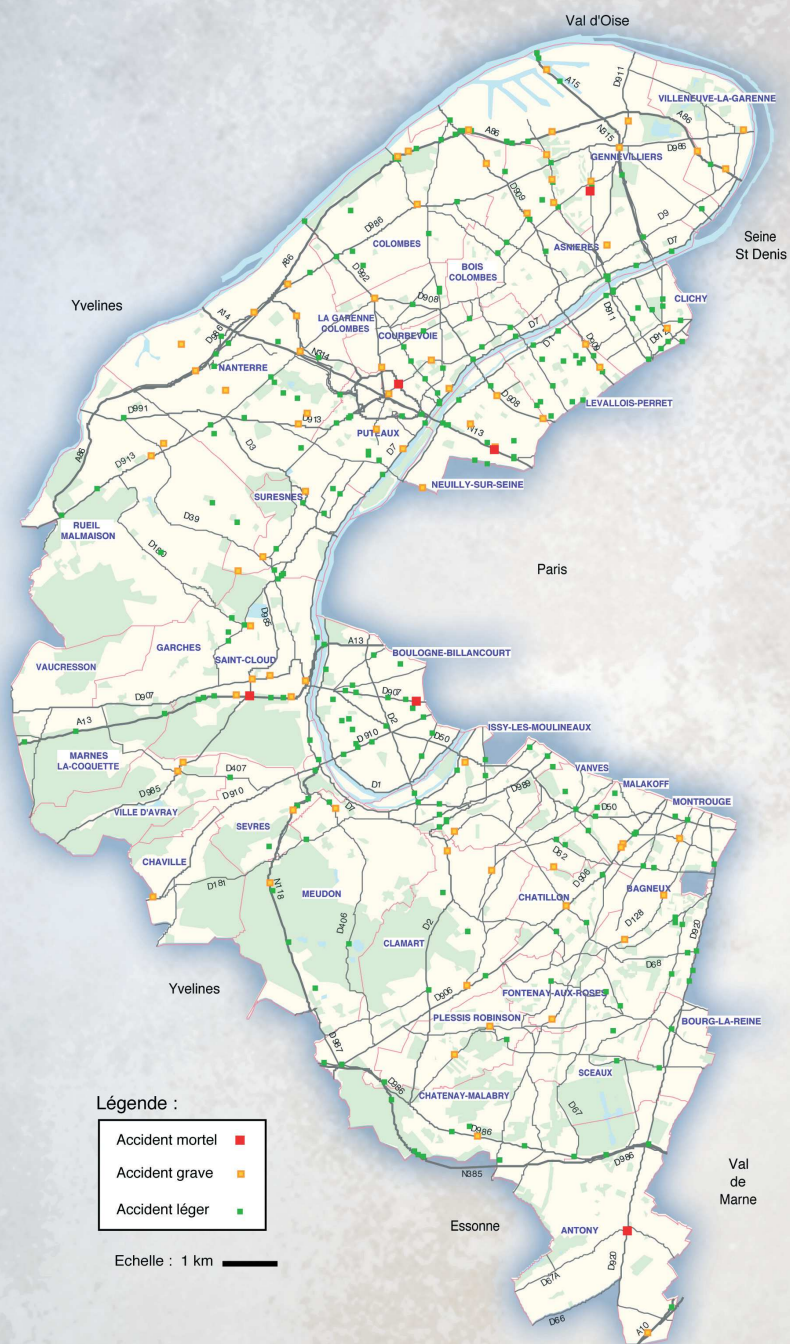 Val d'Oise
A15
D911
VILLENEUVE-LA-GARENNE
A86
A86
N315
D986
GENNEVILLIERS
D909
D9
D986
COLOMBES
ASNIERES
D7
Seine
St Denis
A86
D992
BOIS
COLOMBES
Yvelines
A14
D908
CLICHY
LA GARENNE
COLOMBES
D911
D986
COURBEVOIE
D7
D1
D909
D912
N314
NANTERRE
D991
D908
LEVALLOIS-PERRET
D913
PUTEAUX
N13
D913
D3
D7
A86
SURESNES
NEUILLY-SUR-SEINE
D39
RUEIL
MALMAISON
D180
Paris
D985
GARCHES
A13
BOULOGNE-BILLANCOURT
VAUCRESSON
SAINT-CLOUD
D907
D907
D2
A13
ISSY-LES-MOULINEAUX
D910
D50
MARNES
LA-COQUETTE
D407
VANVES
D985
D910
D1
D989
MALAKOFF
VILLE D'AVRAY
D7
D50
MONTROUGE
SEVRES
CHAVILLE
D62
D181
N118
MEUDON
D906
BAGNEUX
CHATILLON
D406
D2
D128
CLAMART
D920
D68
Yvelines
D906
FONTENAY-AUX-ROSES
PLESSIS ROBINSON
BOURG-LA-REINE
D987
SCEAUX
D986
CHATENAY-MALABRY
D67
Légende :
D986
Accident mortel
D986
Accident grave
N385
Val
de
Marne
Accident léger
Essonne
ANTONY
Echelle : 1 km
D920
D67A
D66
A10